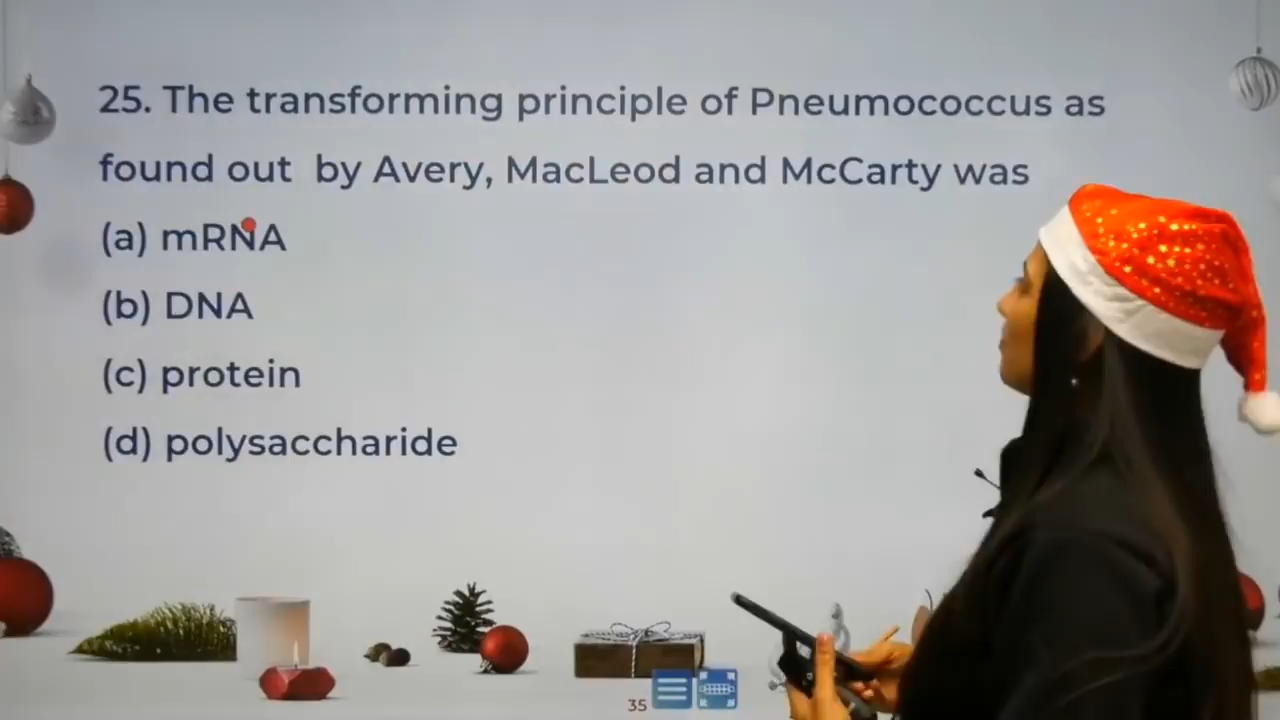 25. The transforming principle of Pneumococcus as
found out by Avery, MacLeod and McCarty was
(a) mRNA
(b) DNA
(c) protein
(d) polysaccharide
35